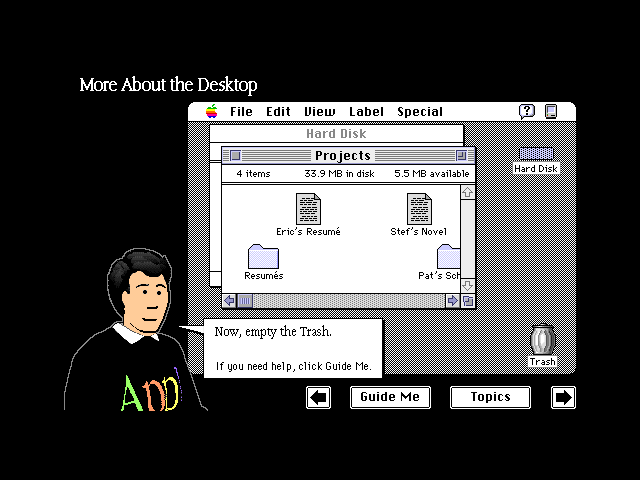 More About the Desktop
File Edit View Label Special
Hard Disk
Projects
4 items 33.9 MB in disk 5.5 MB available
Hard Disk
Eric's Resumé Stef's Novel
Resumés Pat's Sch
Now, empty the Trash.
If you need help, click Guide Me.
Trash
Appl
Guide Me Topics